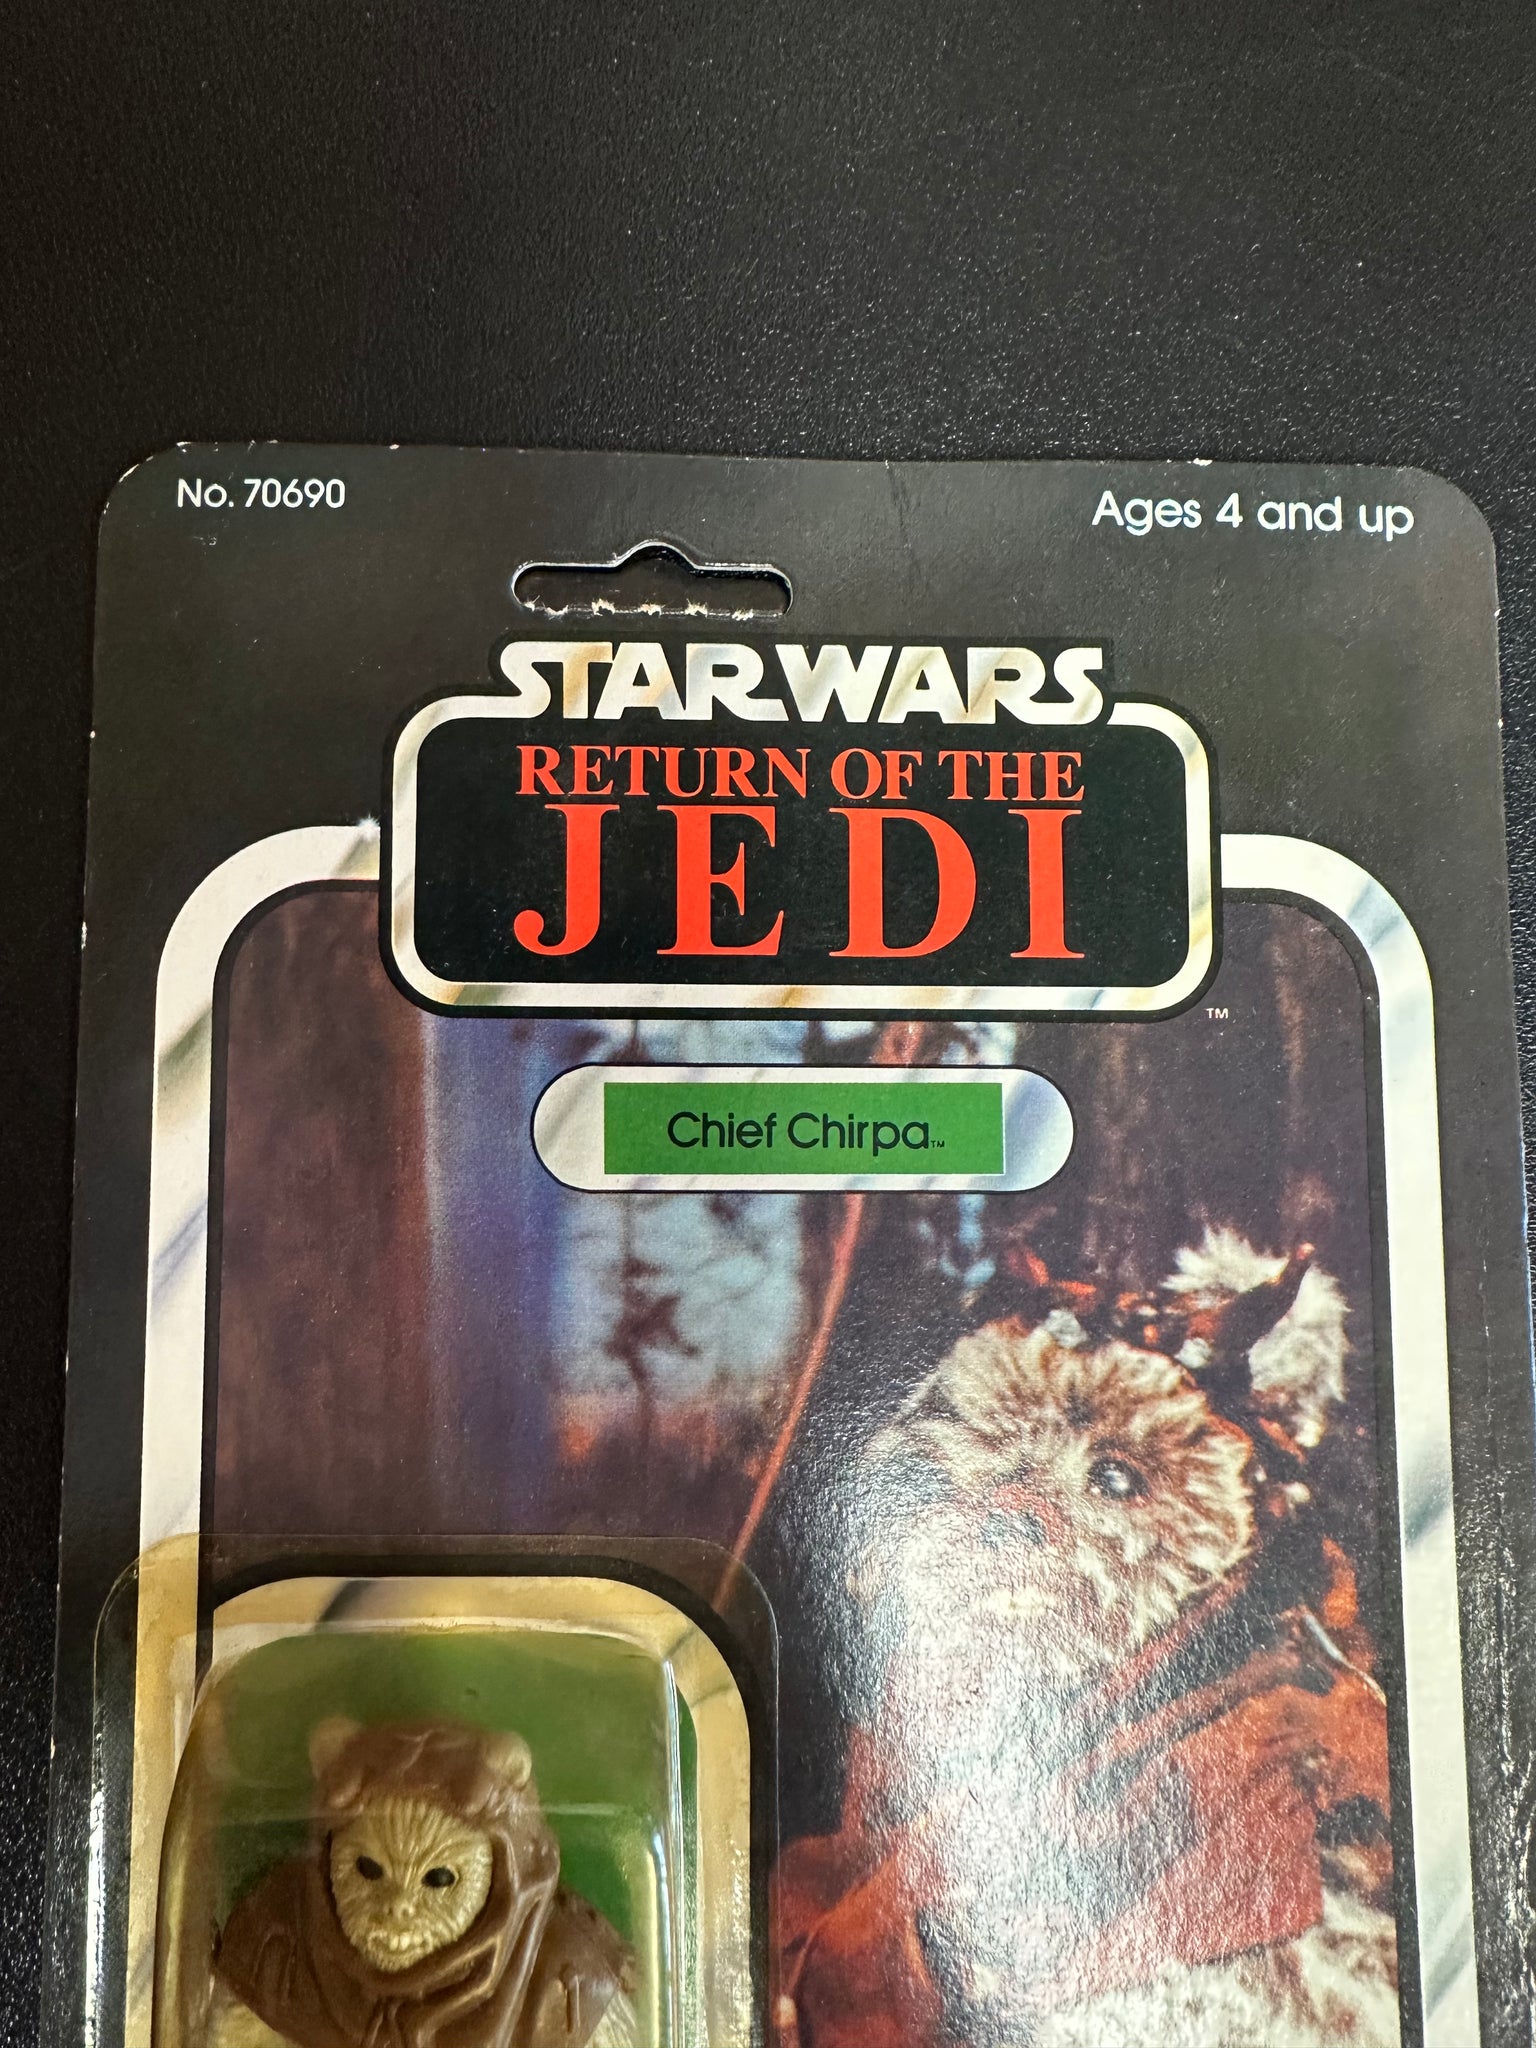 No. 70690
Ages 4 and up
STAR WARS
RETURN OF THE
JEDI
TM
Chief Chirpa TM